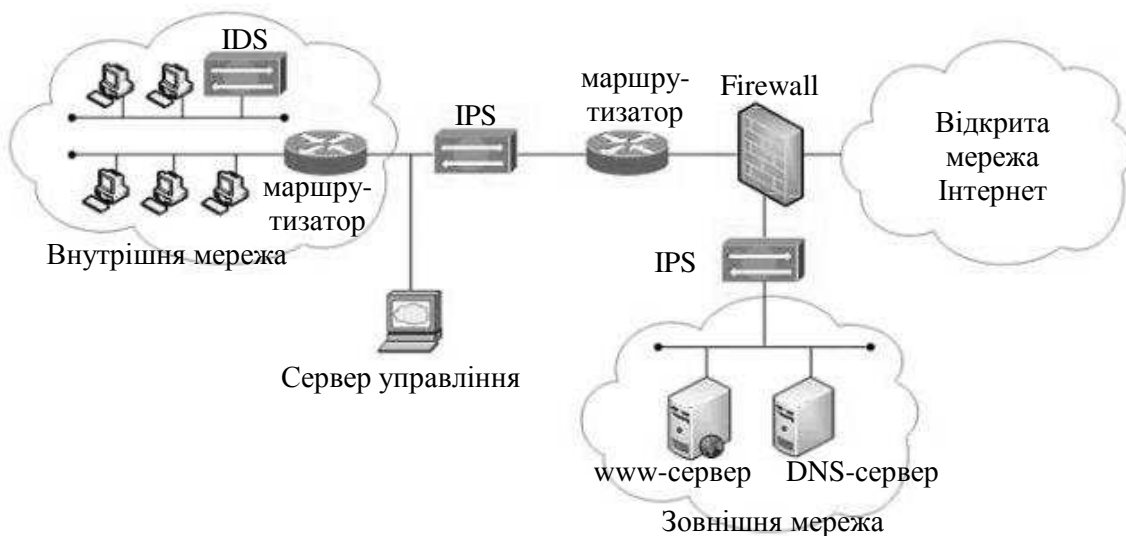 IDS
IPS
маршру-
тизатор
Firewall
Відкрита
мережа
Інтернет
маршру-
тизатор
Внутрішня мережа
IPS
Сервер управління
www-сервер
DNS-сервер
Зовнішня мережа